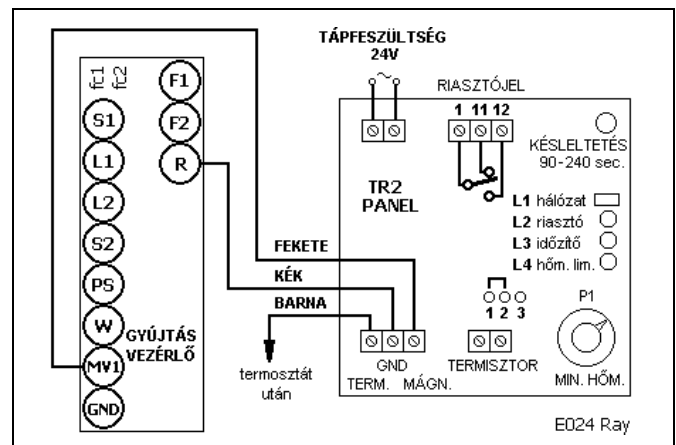 TÁPFESZÜLTSÉG
24V
RIASZTÓJEL
fc1
fc2
F1
S1
F2
L1
R
L2
S2
PS
W
GYÚJTÁS
VEZÉRLŐ
MV1
GND
FEKETE
KÉK
BARNA
termosztát
után
1 11 12
KÉSLELTETÉS
90-240 sec.
TR2
PANEL
L1 hálózat
L2 riasztó
L3 időzítő
L4 hőm. lim.
1 2 3
P1
GND
TERM. MÁGN.
TERMISZTOR
MIN. HŐM.
E024 Ray